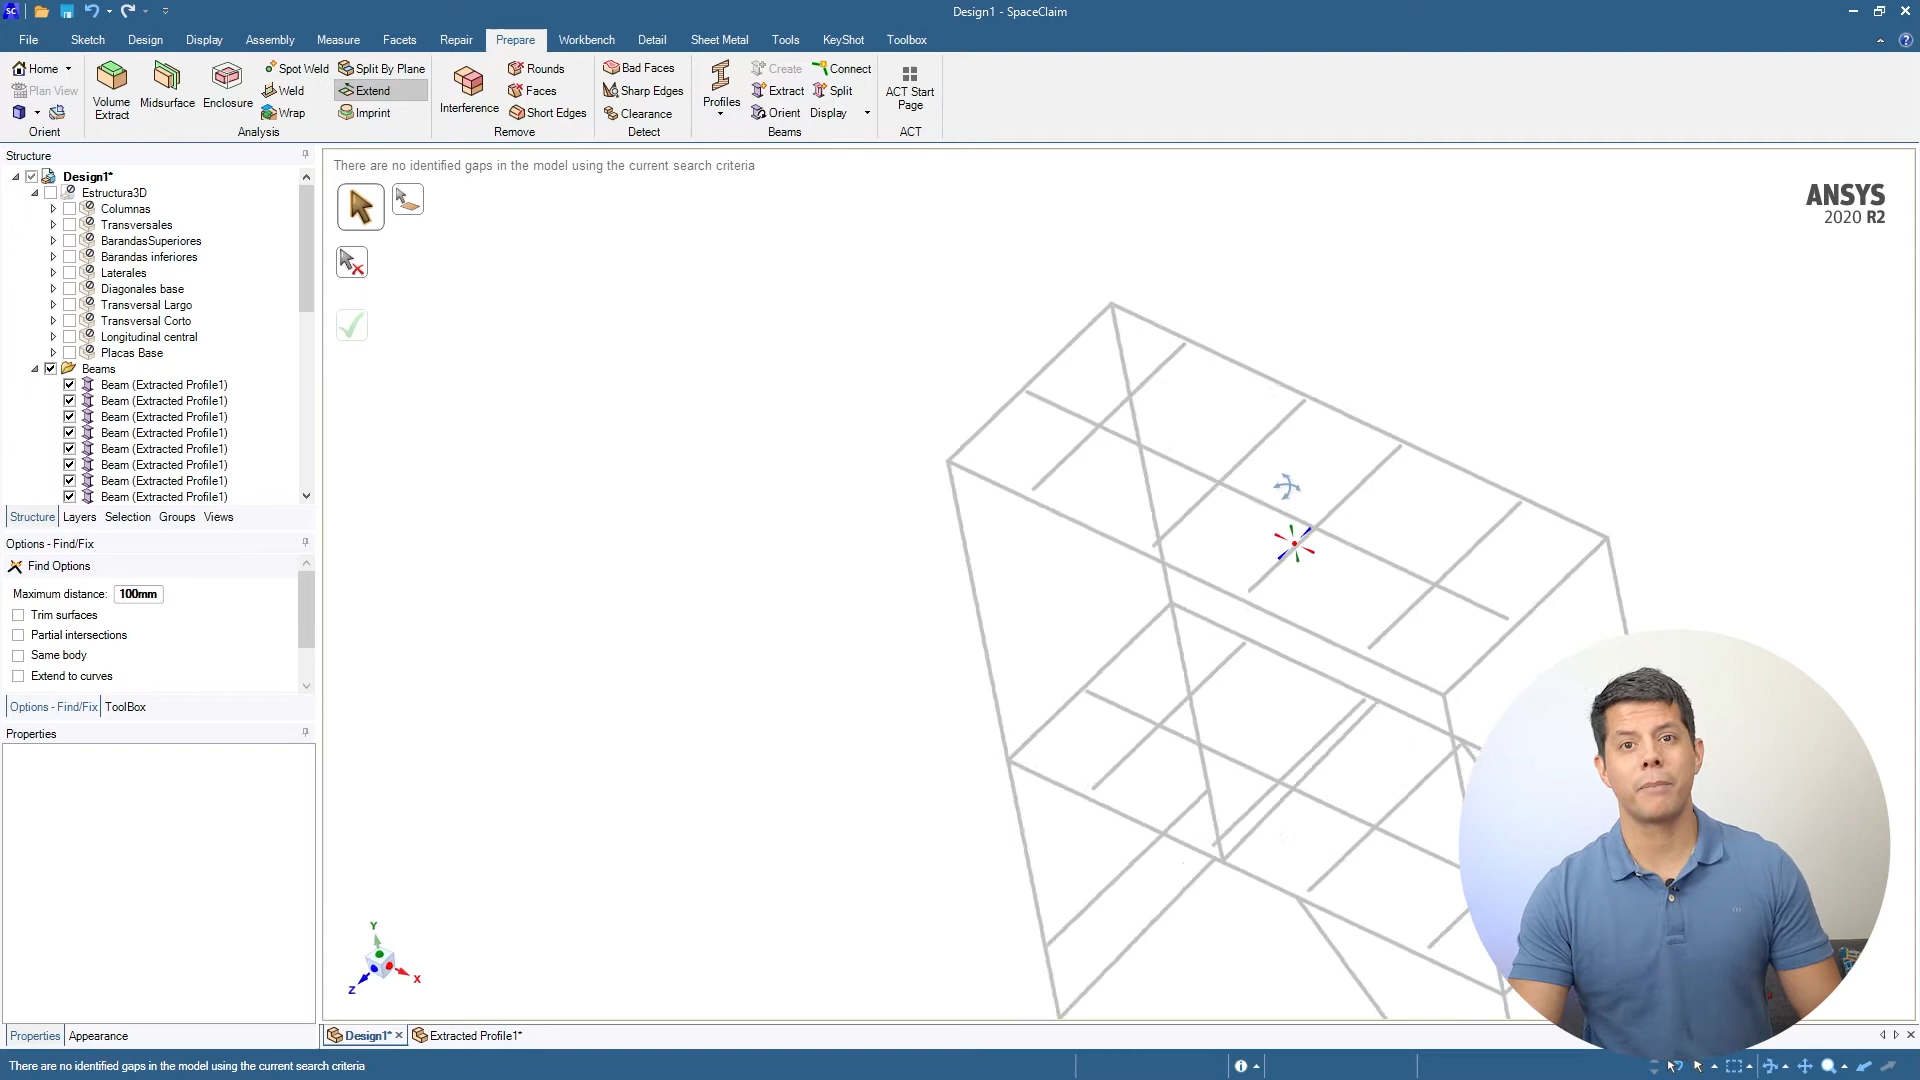 Design1 - SpaceClaim
File Sketch Design Display Assembly Measure Facets Repair Prepare Workbench Detail Sheet Metal Tools KeyShot Toolbox
Home
Plan View
Orient
Volume Extract
Midsurface
Enclosure
Spot Weld
Weld
Wrap
Split By Plane
Extend
Imprint
Analysis
Interference
Rounds
Faces
Short Edges
Remove
Bad Faces
Sharp Edges
Clearance
Detect
Profiles
Create
Connect
Extract
Split
Orient
Display
Beams
ACT Start Page
ACT
Structure
Design1*
Estructura3D
Columnas
Transversales
BarandasSuperiores
Barandas inferiores
Laterales
Diagonales base
Transversal Largo
Transversal Corto
Longitudinal central
Placas Base
Beams
Beam (Extracted Profile1)
Beam (Extracted Profile1)
Beam (Extracted Profile1)
Beam (Extracted Profile1)
Beam (Extracted Profile1)
Beam (Extracted Profile1)
Beam (Extracted Profile1)
Beam (Extracted Profile1)
Structure Layers Selection Groups Views
Options - Find/Fix
Find Options
Maximum distance: 100mm
Trim surfaces
Partial intersections
Same body
Extend to curves
Options - Find/Fix ToolBox
Properties
Properties Appearance
There are no identified gaps in the model using the current search criteria
ANSYS
2020 R2
Y
X
Z
Design1* Extracted Profile1*
There are no identified gaps in the model using the current search criteria